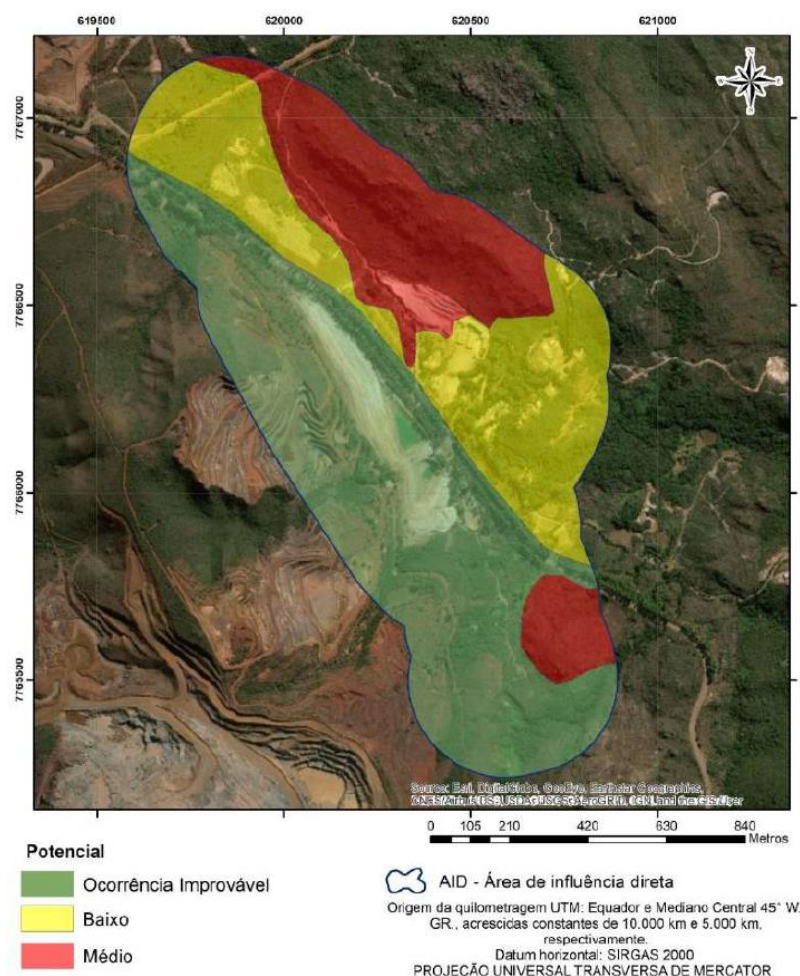 619500 620000 620500 621000
N
7767000
7766500
7766000
7765500
0 105 210 420 630 840
Metros
Potencial
Ocorrência Improvável
Baixo
Médio
AID - Área de influência direta
Origem da quilometragem UTM: Equador e Mediano Central 45° W.
GR., acrescidas constantes de 10.000 km e 5.000 km,
respectivamente.
Datum horizontal: SIRGAS 2000
PROJEÇÃO UNIVERSAL TRANSVERSA DE MERCATOR